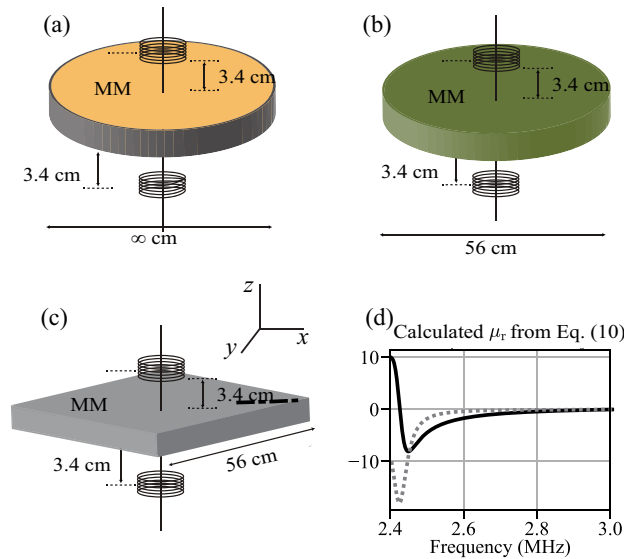 (a)
3.4 cm
MM
3.4 cm
∞ cm
(b)
3.4 cm
MM
3.4 cm
56 cm
(c)
z
y
x
3.4 cm
MM
3.4 cm
56 cm
(d)
Calculated μr from Eq. (10)
10
0
−10
2.4 2.6 2.8 3.0
Frequency (MHz)